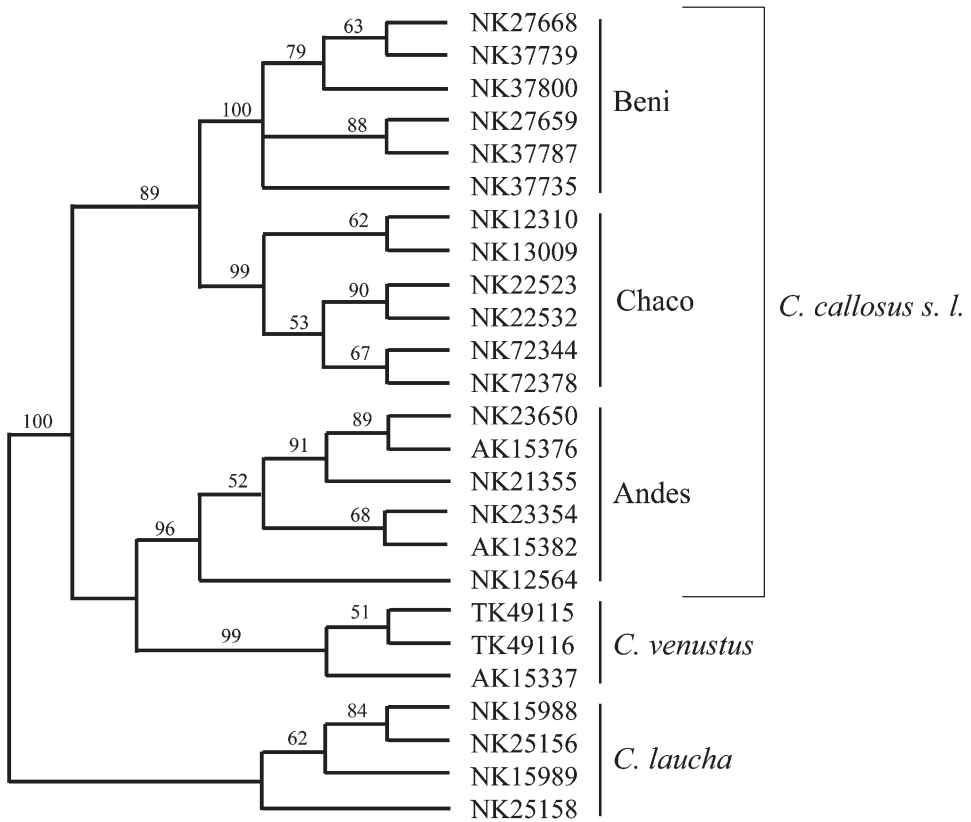 63
NK27668
79
NK37739
NK37800
Beni
100
88
NK27659
NK37787
NK37735
89
62
NK12310
NK13009
99
90
NK22523
Chaco
C. callosus s. l.
53
NK22532
67
NK72344
NK72378
100
89
NK23650
91
AK15376
NK21355
Andes
52
68
NK23354
96
AK15382
NK12564
51
TK49115
99
TK49116
C. venustus
AK15337
84
NK15988
62
NK25156
C. laucha
NK15989
NK25158